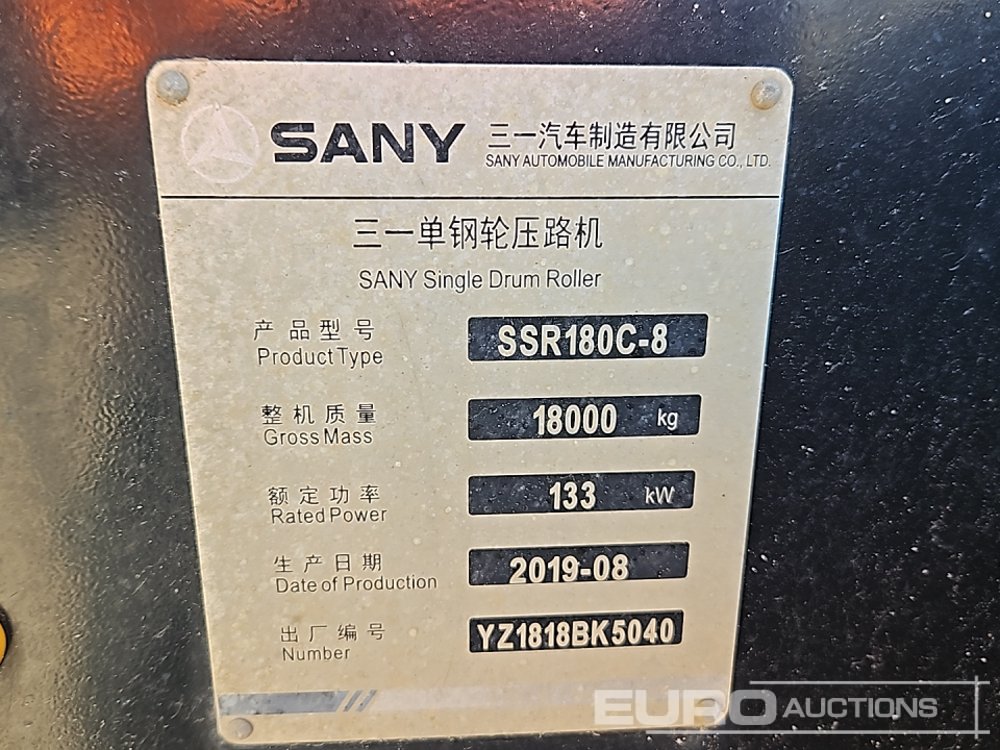 SANY 三一汽车制造有限公司
SANY AUTOMOBILE MANUFACTURING CO., LTD.
三一单钢轮压路机
SANY Single Drum Roller
产品型号 SSR180C-8
Product Type
整机质量 18000 kg
Gross Mass
额定功率 133 kW
Rated Power
生产日期 2019-08
Date of Production
出厂编号 YZ1818BK5040
Number
EURO AUCTIONS